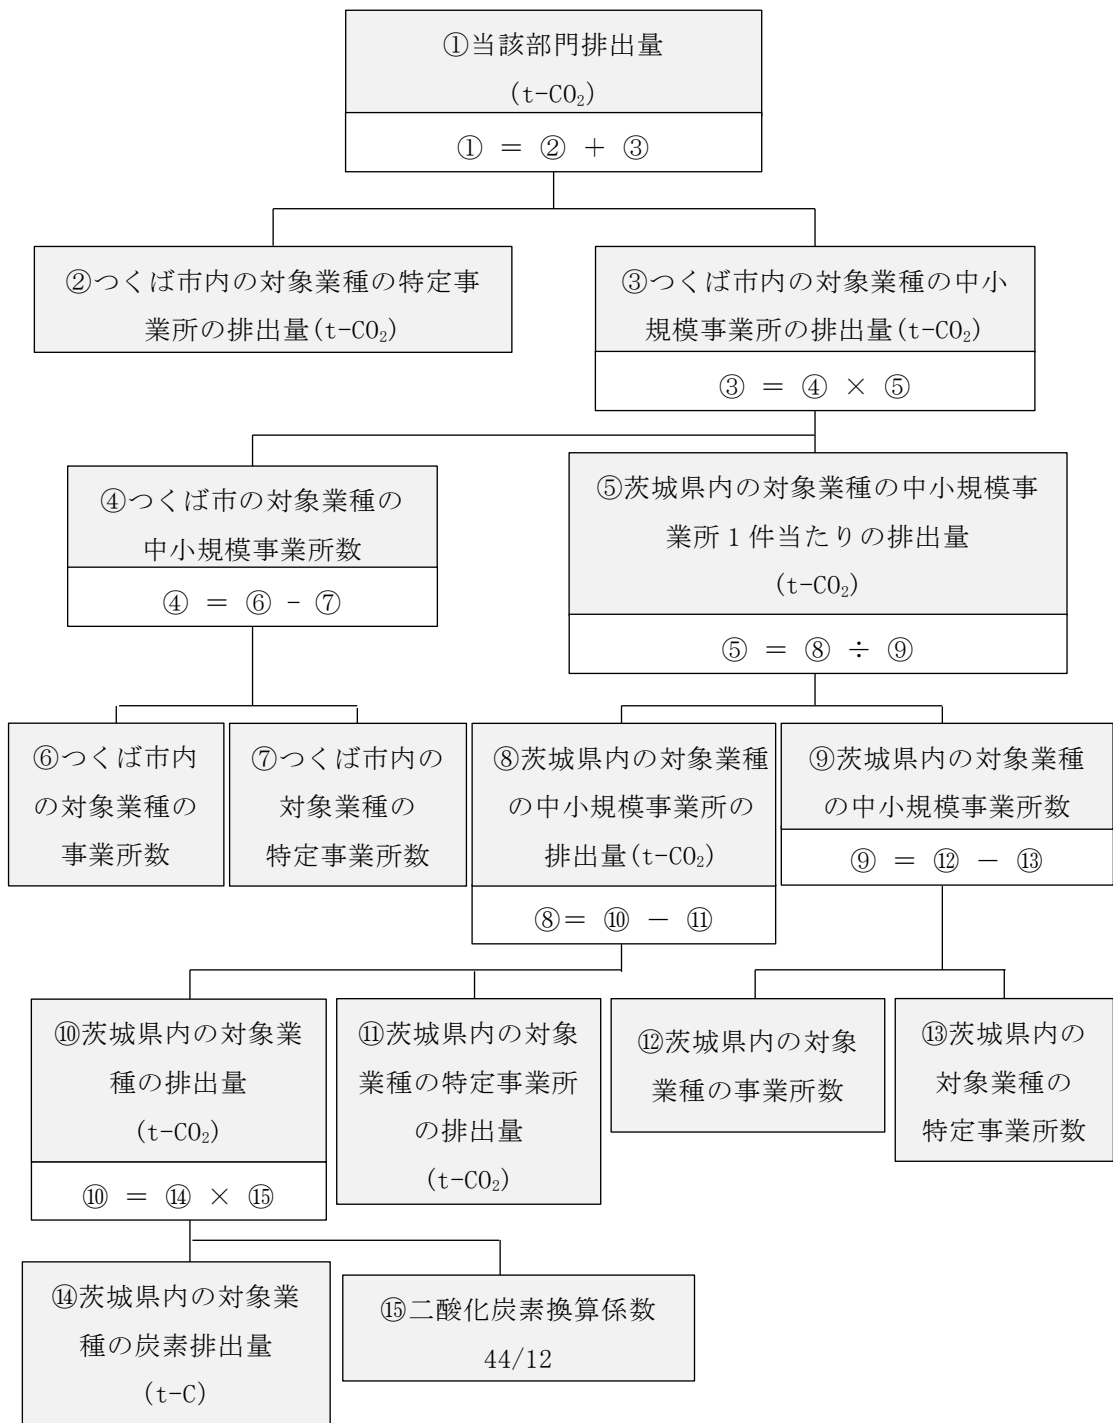 ①当該部門排出量
(t-CO₂)
① = ② + ③
②つくば市内の対象業種の特定事
業所の排出量(t-CO₂)
③つくば市内の対象業種の中小
規模事業所の排出量(t-CO₂)
③ = ④ × ⑤
④つくば市の対象業種の
中小規模事業所数
④ = ⑥ - ⑦
⑤茨城県内の対象業種の中小規模事
業所1件当たりの排出量
(t-CO₂)
⑤ = ⑧ ÷ ⑨
⑥つくば市内
の対象業種の
事業所数
⑦つくば市内の
対象業種の
特定事業所数
⑧茨城県内の対象業種
の中小規模事業所の
排出量(t-CO₂)
⑧= ⑩ − ⑪
⑨茨城県内の対象業種
の中小規模事業所数
⑨ = ⑫ − ⑬
⑩茨城県内の対象業
種の排出量
(t-CO₂)
⑩ = ⑭ × ⑮
⑪茨城県内の対象
業種の特定事業所
の排出量
(t-CO₂)
⑫茨城県内の対象
業種の事業所数
⑬茨城県内の
対象業種の
特定事業所数
⑭茨城県内の対象業
種の炭素排出量
(t-C)
⑮二酸化炭素換算係数
44/12